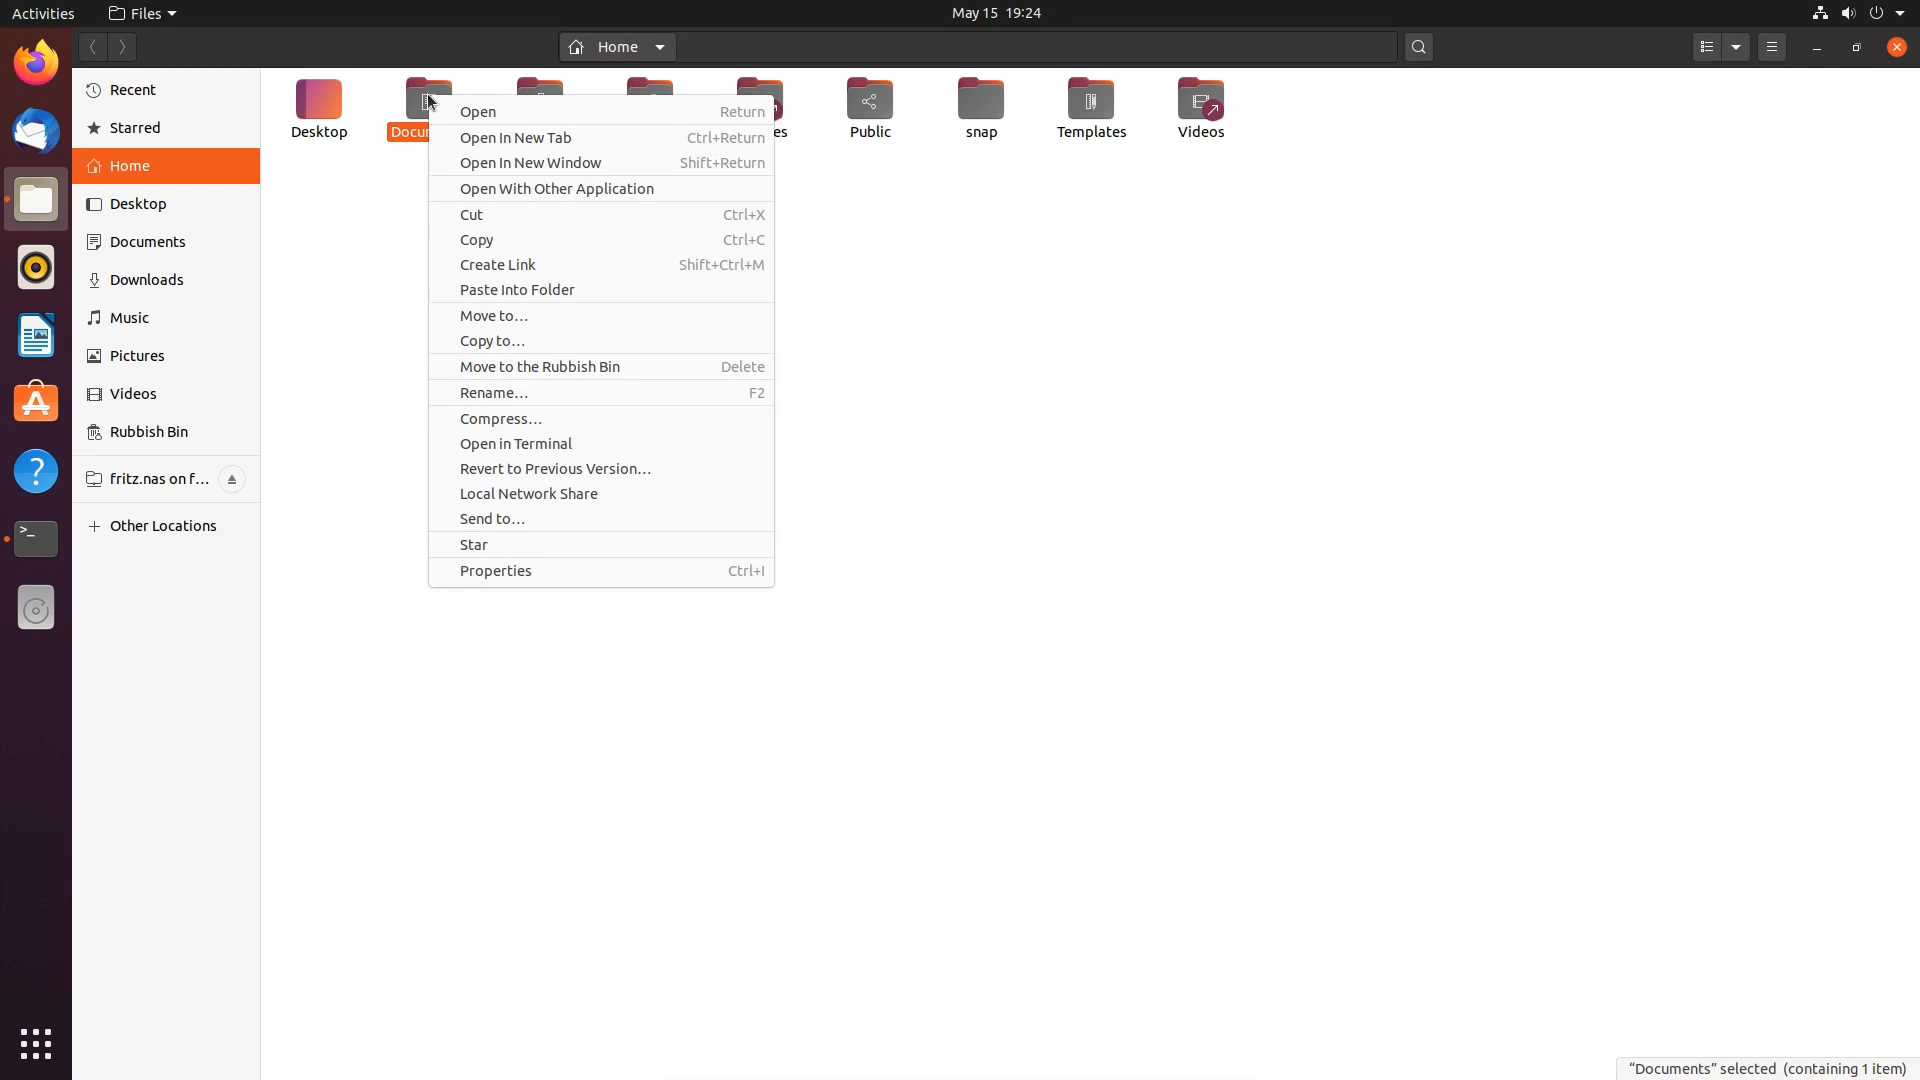 Activities Files May 15 19:24
Home
Recent
Starred
Home
Desktop
Documents
Downloads
Music
Pictures
Videos
Rubbish Bin
fritz.nas on f…
Other Locations
Desktop Docum es Public snap Templates Videos
Open Return
Open In New Tab Ctrl+Return
Open In New Window Shift+Return
Open With Other Application
Cut Ctrl+X
Copy Ctrl+C
Create Link Shift+Ctrl+M
Paste Into Folder
Move to…
Copy to…
Move to the Rubbish Bin Delete
Rename… F2
Compress…
Open in Terminal
Revert to Previous Version…
Local Network Share
Send to…
Star
Properties Ctrl+I
“Documents” selected (containing 1 item)